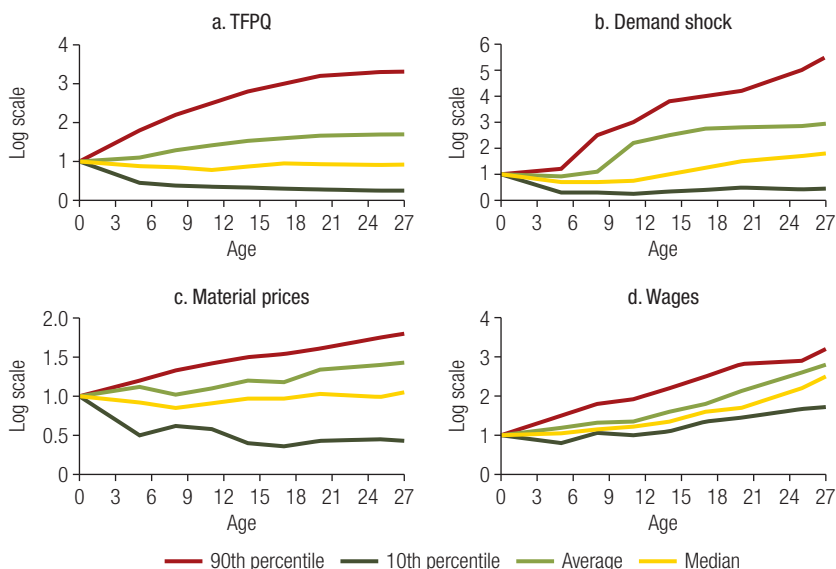 a. TFPQ
Log scale
4
3
2
1
0
0 3 6 9 12 15 18 21 24 27
Age
b. Demand shock
Log scale
6
5
4
3
2
1
0
0 3 6 9 12 15 18 21 24 27
Age
c. Material prices
Log scale
2.0
1.5
1.0
0.5
0
0 3 6 9 12 15 18 21 24 27
Age
d. Wages
Log scale
4
3
2
1
0
0 3 6 9 12 15 18 21 24 27
Age
90th percentile 10th percentile Average Median